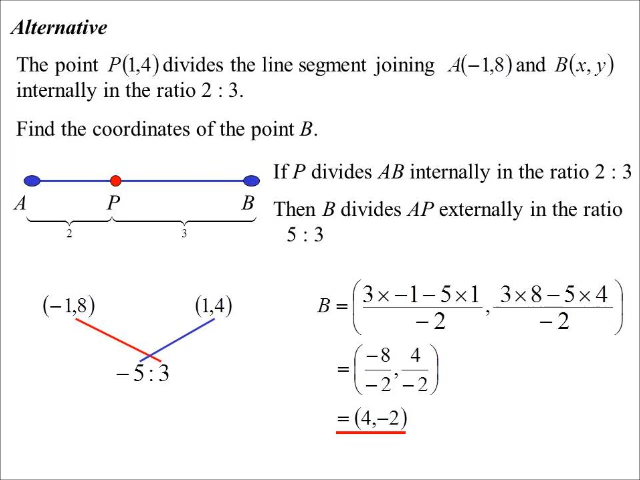 Alternative
The point P(1,4) divides the line segment joining A(−1,8) and B(x, y)
internally in the ratio 2 : 3.
Find the coordinates of the point B.
If P divides AB internally in the ratio 2 : 3
A P B
2 3
Then B divides AP externally in the ratio
5 : 3
(−1,8) (1,4)
−5 : 3
B = ((3×−1−5×1)/(−2), (3×8−5×4)/(−2))
= (−8/−2, 4/−2)
= (4,−2)